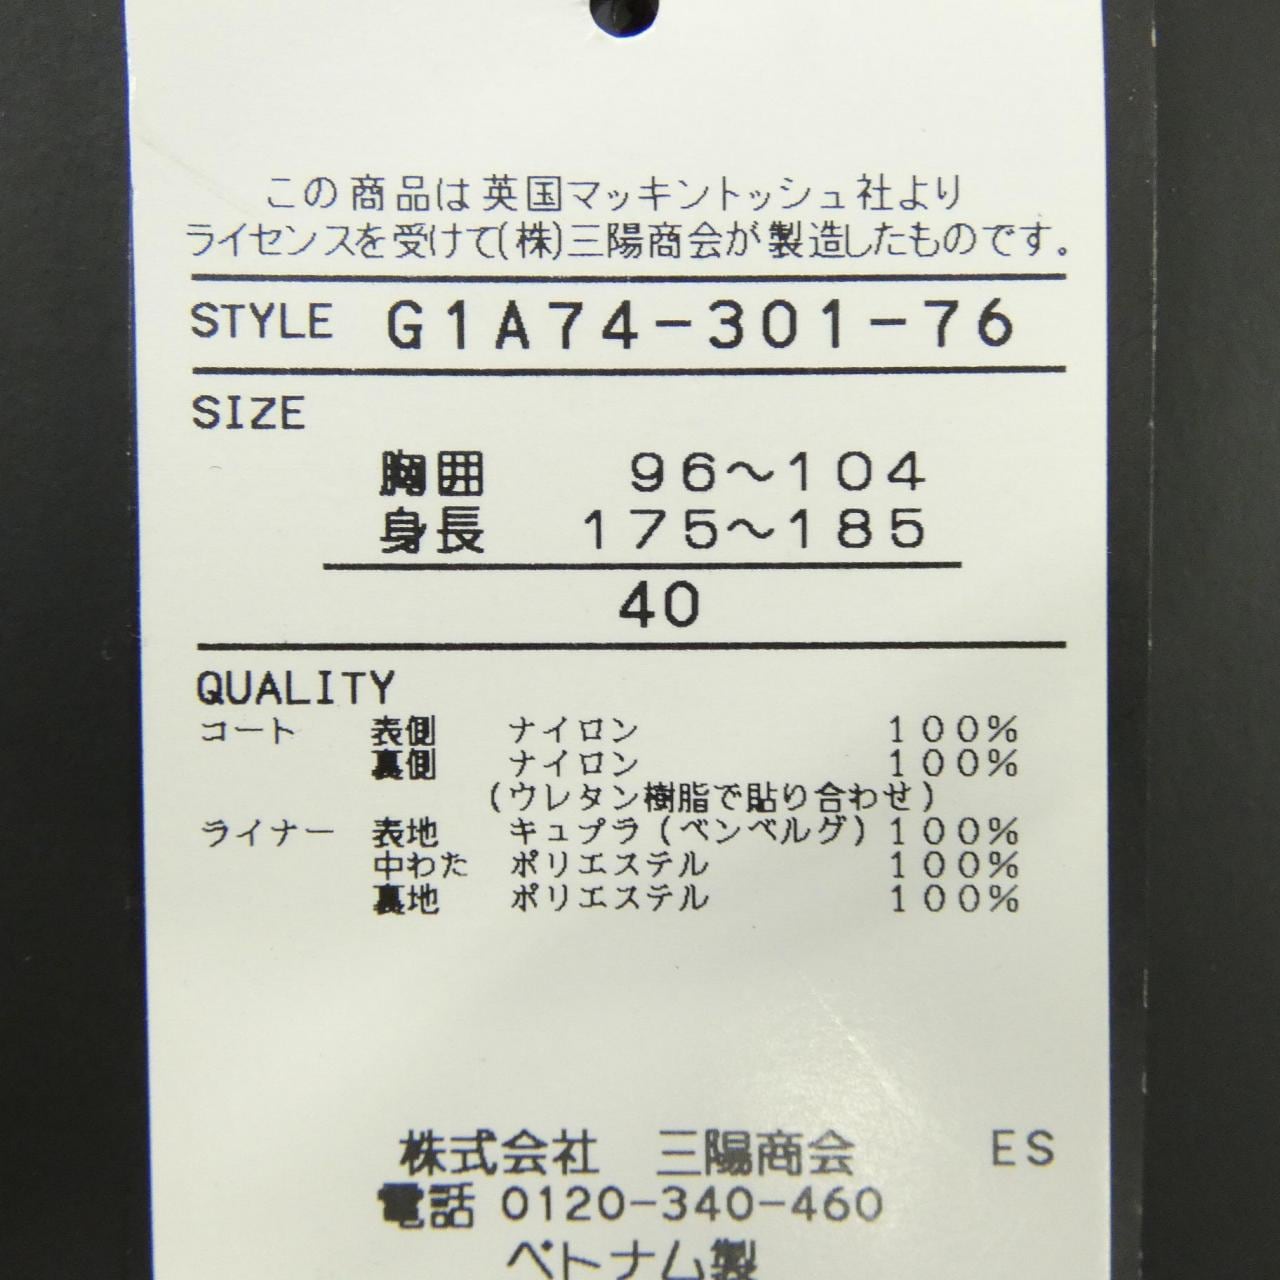 この商品は英国マッキントッシュ社より
ライセンスを受けて(株)三陽商会が製造したものです。
STYLE G1A74-301-76
SIZE
胸囲 96〜104
身長 175〜185
40
QUALITY
コート 表側 ナイロン 100%
裏側 ナイロン 100%
(ウレタン樹脂で貼り合わせ)
ライナー 表地 キュプラ(ベンベルグ) 100%
中わた ポリエステル 100%
裏地 ポリエステル 100%
株式会社 三陽商会 ES
電話 0120-340-460
ベトナム製